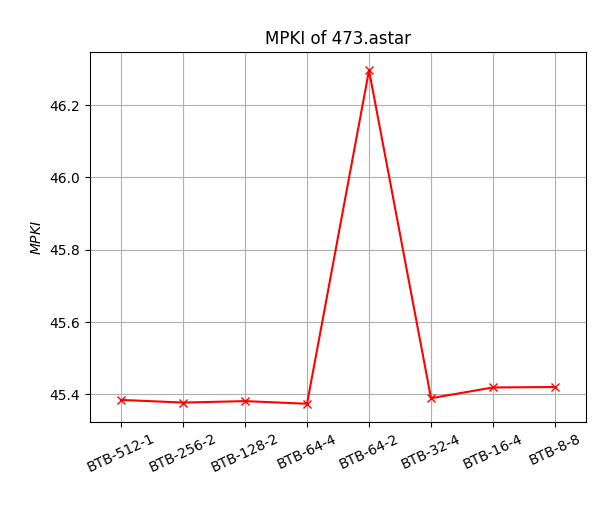 MPKI of 473.astar
MPKI
46.2
46.0
45.8
45.6
45.4
BTB-512-1
BTB-256-2
BTB-128-2
BTB-64-4
BTB-64-2
BTB-32-4
BTB-16-4
BTB-8-8